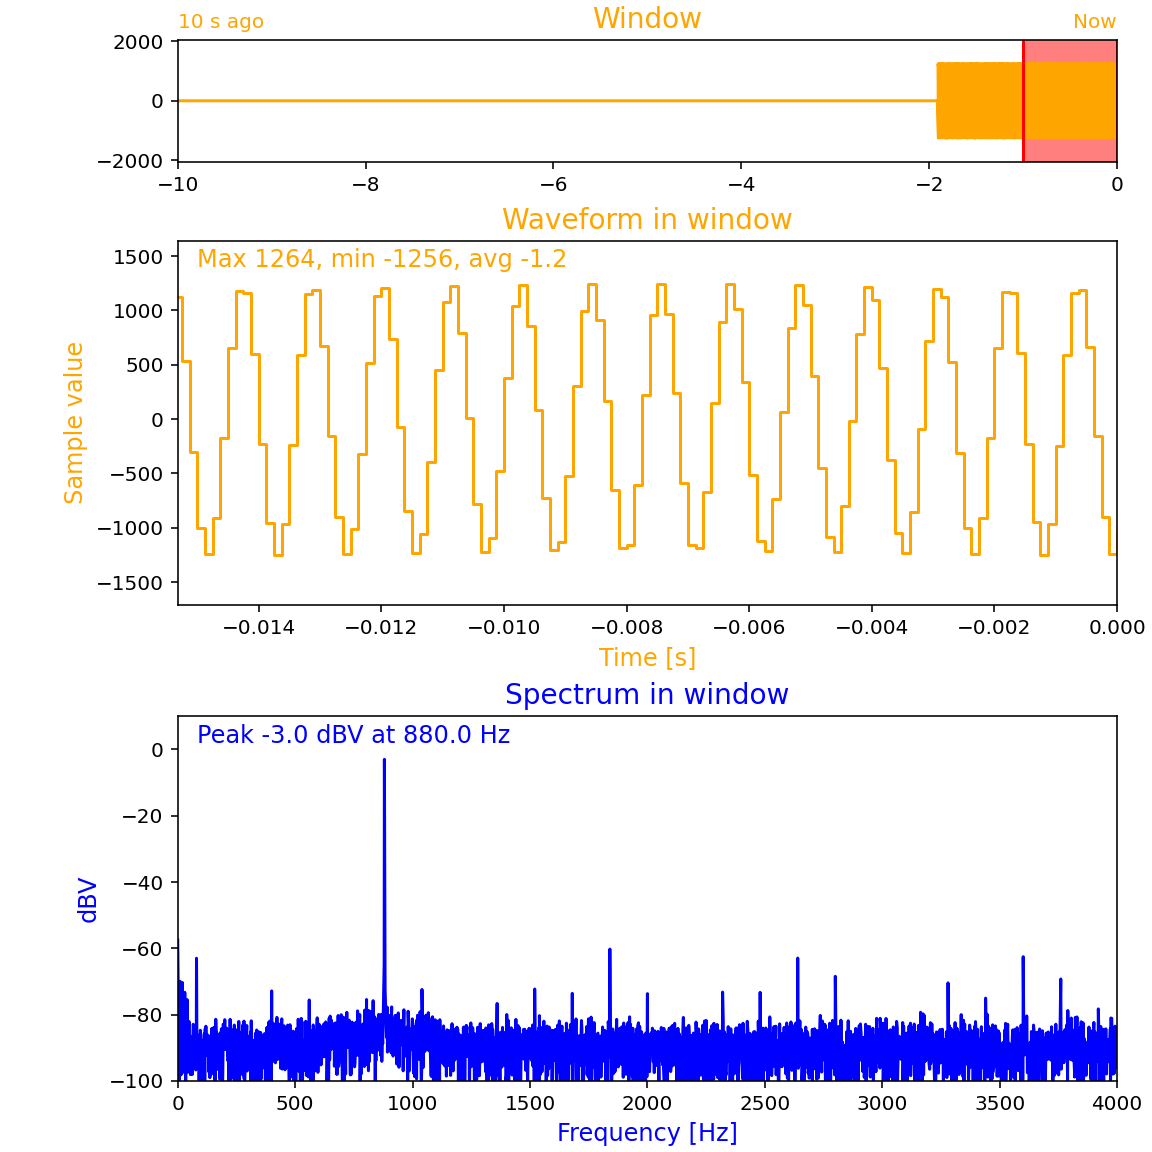 10 s ago Window Now
2000
0
−2000
−10 −8 −6 −4 −2 0
Waveform in window
Max 1264, min -1256, avg -1.2
1500
1000
500
0
−500
−1000
−1500
Sample value
−0.014 −0.012 −0.010 −0.008 −0.006 −0.004 −0.002 0.000
Time [s]
Spectrum in window
Peak -3.0 dBV at 880.0 Hz
0
−20
−40
−60
−80
−100
dBV
0 500 1000 1500 2000 2500 3000 3500 4000
Frequency [Hz]